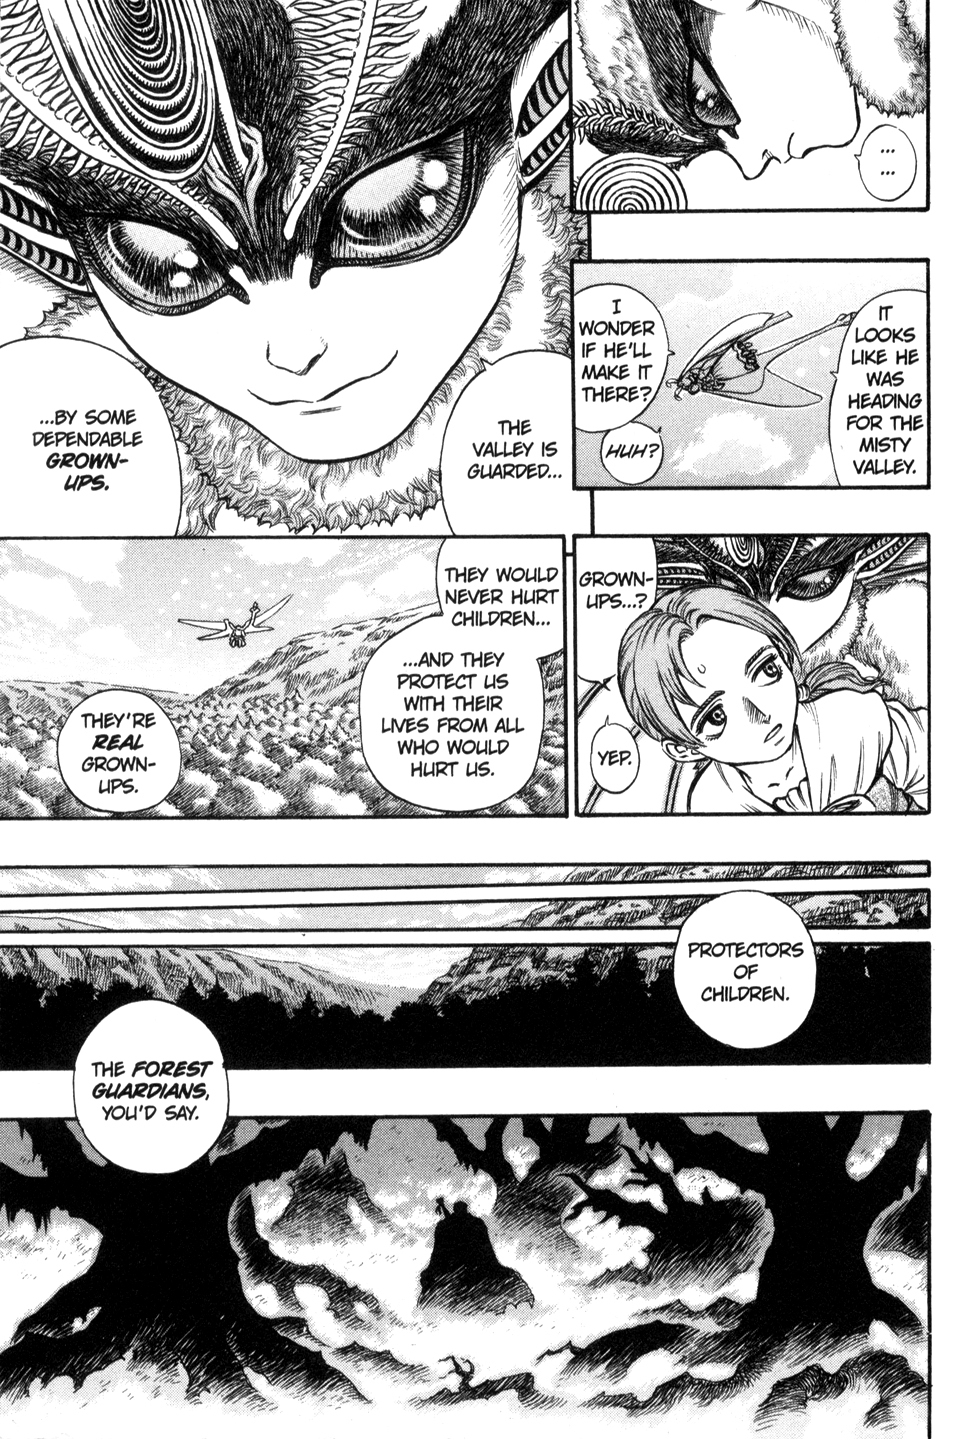 ...
...
IT
LOOKS
LIKE HE
WAS
HEADING
FOR THE
MISTY
VALLEY.
I
WONDER
IF HE'LL
MAKE IT
THERE?
HUH?
THE
VALLEY IS
GUARDED...
...BY SOME
DEPENDABLE
GROWN-
UPS.
GROWN-
UPS...?
YEP.
THEY WOULD
NEVER HURT
CHILDREN...
...AND THEY
PROTECT US
WITH THEIR
LIVES FROM ALL
WHO WOULD
HURT US.
THEY'RE
REAL
GROWN-
UPS.
PROTECTORS
OF
CHILDREN.
THE FOREST
GUARDIANS,
YOU'D SAY.